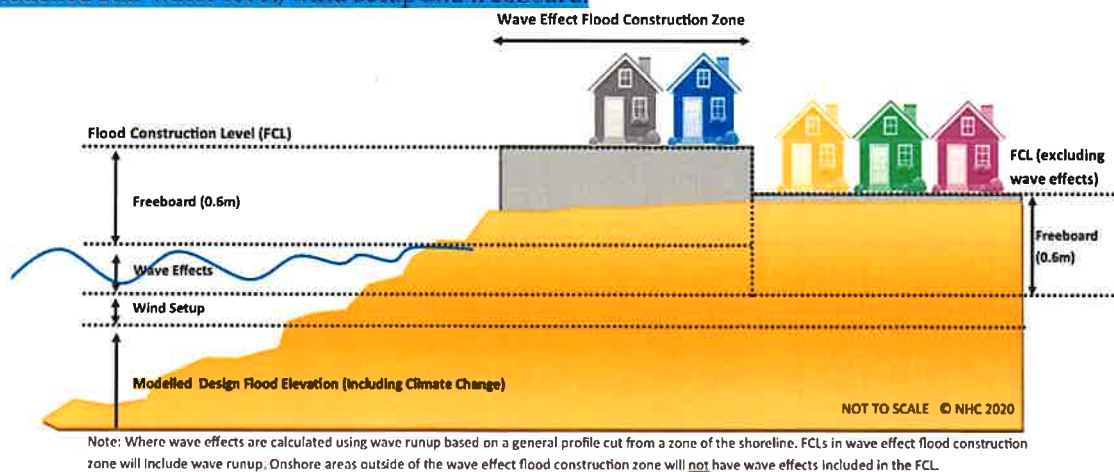 Wave Effect Flood Construction Zone
Flood Construction Level (FCL)
FCL (excluding
wave effects)
Freeboard (0.6m)
Freeboard
(0.6m)
Wave Effects
Wind Setup
Modelled Design Flood Elevation (Including Climate Change)
NOT TO SCALE © NHC 2020
Note: Where wave effects are calculated using wave runup based on a general profile cut from a zone of the shoreline. FCLs in wave effect flood construction
zone will include wave runup. Onshore areas outside of the wave effect flood construction zone will not have wave effects included in the FCL.